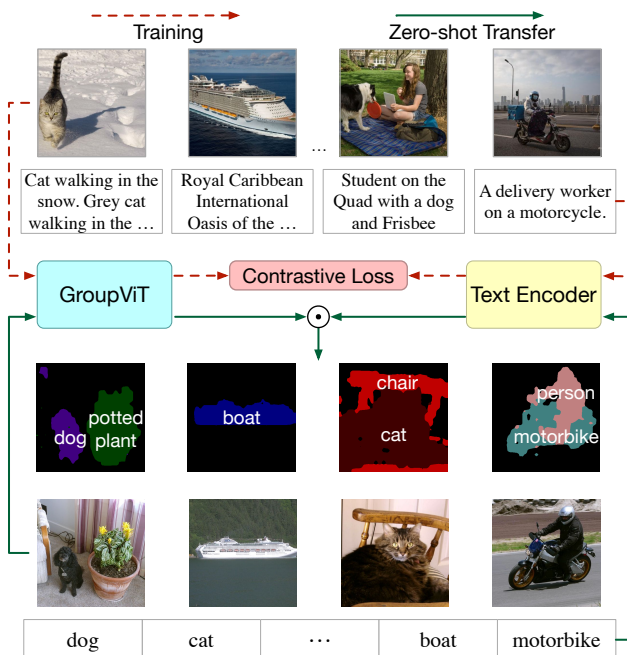 Training
Zero-shot Transfer
...
Cat walking in the
snow. Grey cat
walking in the ...
Royal Caribbean
International
Oasis of the ...
Student on the
Quad with a dog
and Frisbee
A delivery worker
on a motorcycle.
GroupViT
Contrastive Loss
Text Encoder
dog
potted
plant
boat
chair
cat
person
motorbike
dog
cat
...
boat
motorbike